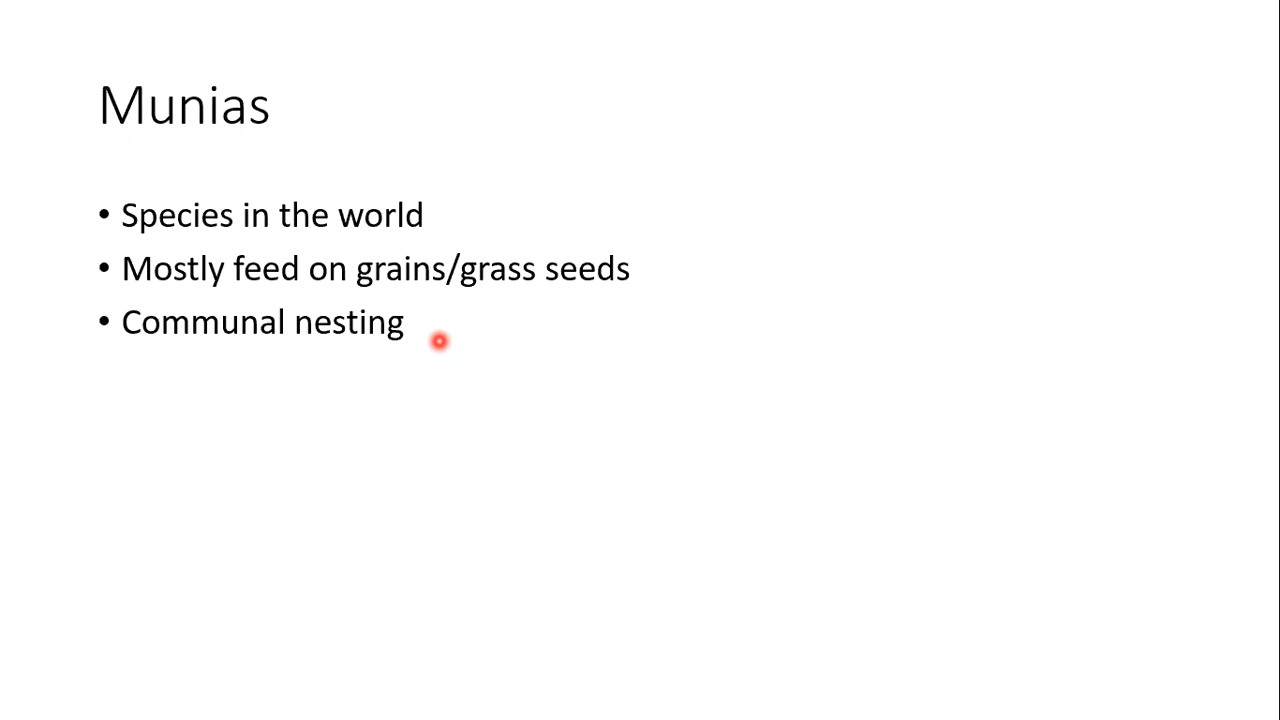 Munias
• Species in the world
• Mostly feed on grains/grass seeds
• Communal nesting